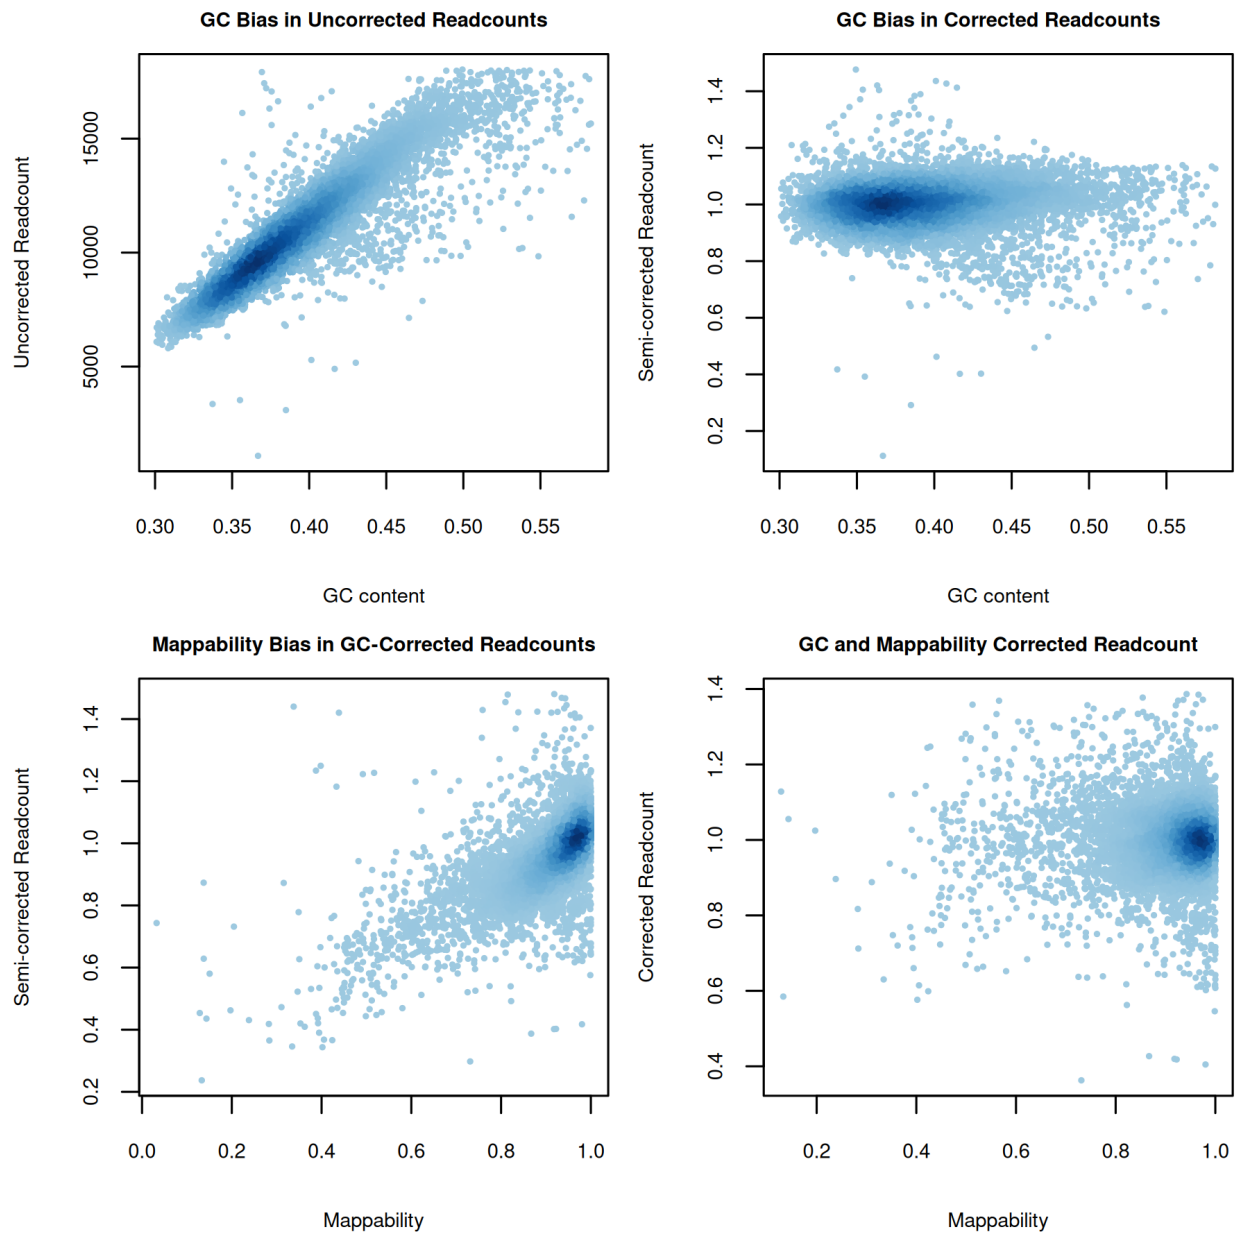 GC Bias in Uncorrected Readcounts
Uncorrected Readcount
15000
10000
5000
0.30 0.35 0.40 0.45 0.50 0.55
GC content
GC Bias in Corrected Readcounts
Semi-corrected Readcount
1.4
1.2
1.0
0.8
0.6
0.4
0.2
0.30 0.35 0.40 0.45 0.50 0.55
GC content
Mappability Bias in GC-Corrected Readcounts
Semi-corrected Readcount
1.4
1.2
1.0
0.8
0.6
0.4
0.2
0.0 0.2 0.4 0.6 0.8 1.0
Mappability
GC and Mappability Corrected Readcount
Corrected Readcount
1.4
1.2
1.0
0.8
0.6
0.4
0.2 0.4 0.6 0.8 1.0
Mappability